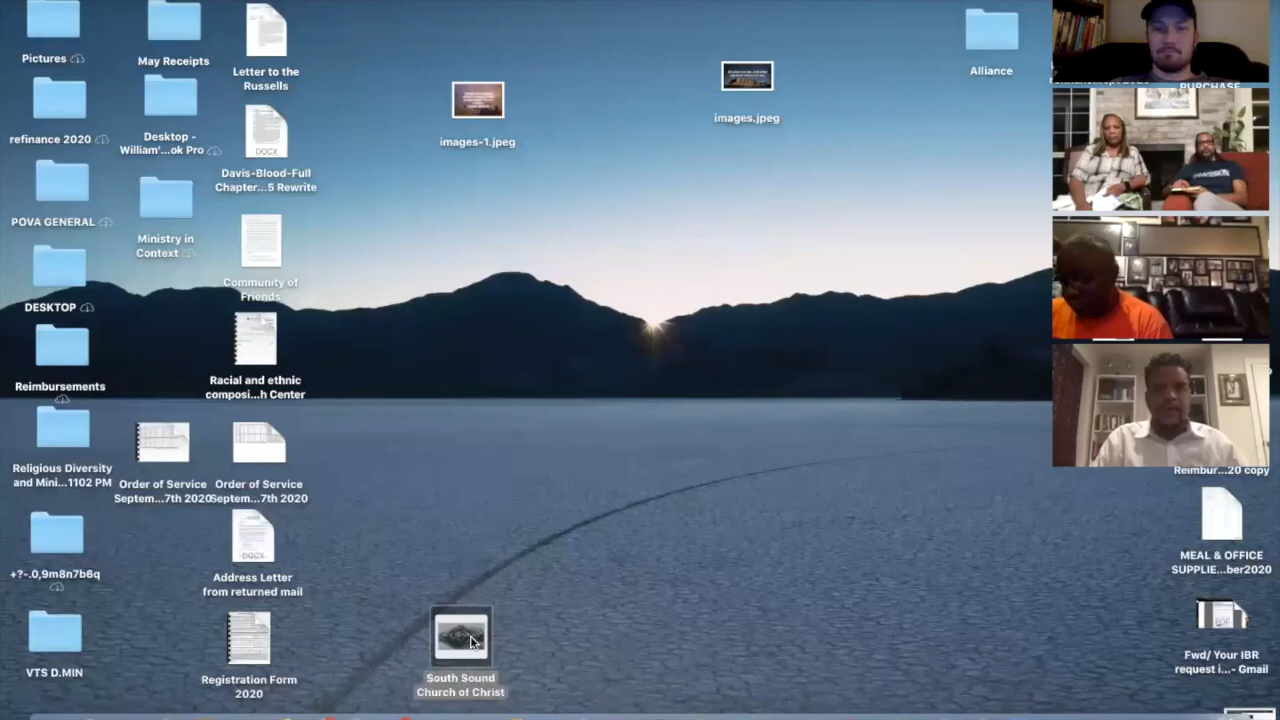 Pictures
May Receipts
Letter to the
Russells
refinance 2020
Desktop -
William'...ok Pro
DOCX
Davis-Blood-Full
Chapter...5 Rewrite
POVA GENERAL
Ministry in
Context
Community of
Friends
DESKTOP
Racial and ethnic
composi...h Center
Reimbursements
Religious Diversity
and Mini...1102 PM
Order of Service
Septem...7th 2020
Order of Service
Septem...7th 2020
+?-.0,9m8n7b6q
DOCX
Address Letter
from returned mail
VTS D.MIN
Registration Form
2020
images-1.jpeg
images.jpeg
South Sound
Church of Christ
Alliance
PURCHASE
Reimbur...20 copy
MEAL & OFFICE
SUPPLIE...ber2020
PDF
Fwd/ Your IBR
request i...- Gmail